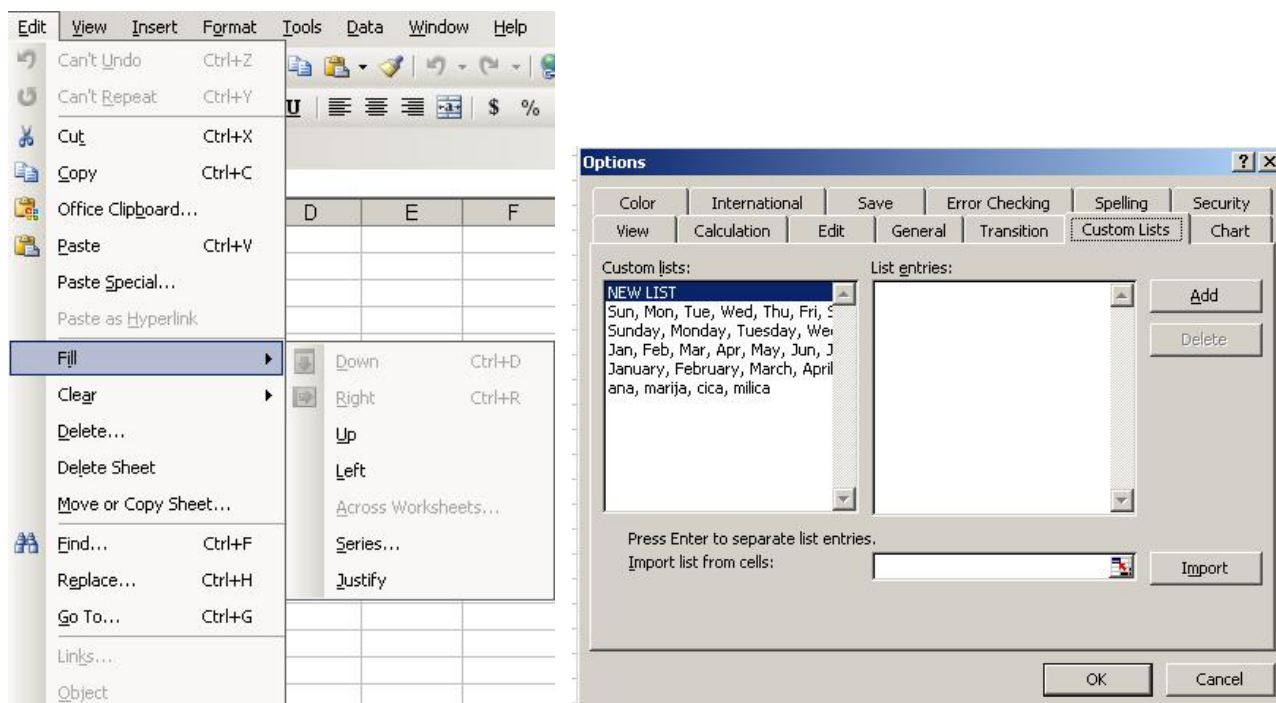 Edit View Insert Format Tools Data Window Help
Can't Undo Ctrl+Z
Can't Repeat Ctrl+Y
U $ %
Cut Ctrl+X
Copy Ctrl+C
Office Clipboard...
D E F
Paste Ctrl+V
Paste Special...
Paste as Hyperlink
Fill
Down Ctrl+D
Clear
Right Ctrl+R
Delete...
Up
Delete Sheet
Left
Move or Copy Sheet...
Across Worksheets...
Find... Ctrl+F
Series...
Replace... Ctrl+H
Justify
Go To... Ctrl+G
Links...
Object
Options
Color International Save Error Checking Spelling Security
View Calculation Edit General Transition Custom Lists Chart
Custom lists: List entries:
NEW LIST
Sun, Mon, Tue, Wed, Thu, Fri, S
Sunday, Monday, Tuesday, Wed
Jan, Feb, Mar, Apr, May, Jun, J
January, February, March, April
ana, marija, cica, milica
Add
Delete
Press Enter to separate list entries.
Import list from cells:
Import
OK Cancel